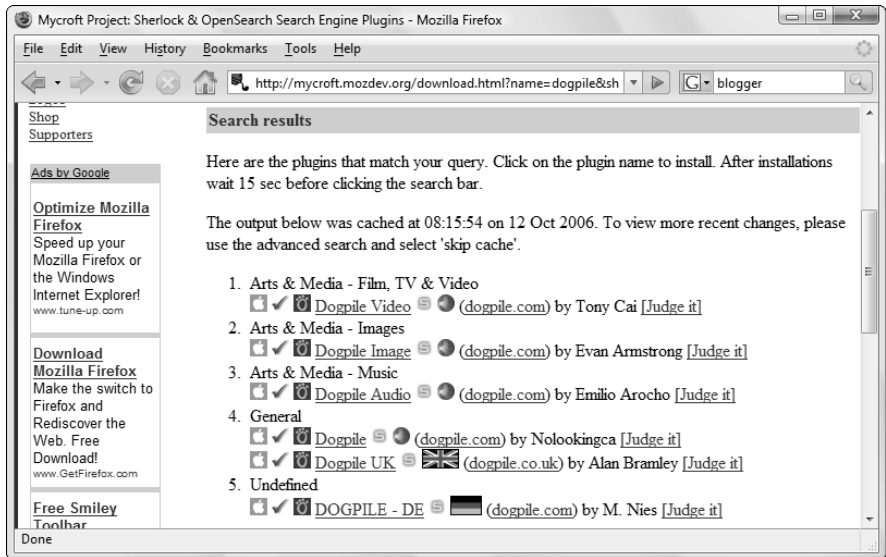 Mycroft Project: Sherlock & OpenSearch Search Engine Plugins - Mozilla Firefox
File Edit View History Bookmarks Tools Help
http://mycroft.mozdev.org/download.html?name=dogpile&sh
G blogger
Shop
Supporters
Ads by Google
Optimize Mozilla
Firefox
Speed up your
Mozilla Firefox or
the Windows
Internet Explorer!
www.tune-up.com
Download
Mozilla Firefox
Make the switch to
Firefox and
Rediscover the
Web. Free
Download!
www.GetFirefox.com
Free Smiley
Toolbar
Search results
Here are the plugins that match your query. Click on the plugin name to install. After installations
wait 15 sec before clicking the search bar.
The output below was cached at 08:15:54 on 12 Oct 2006. To view more recent changes, please
use the advanced search and select 'skip cache'.
1. Arts & Media - Film, TV & Video
Dogpile Video S (dogpile.com) by Tony Cai [Judge it]
2. Arts & Media - Images
Dogpile Image S (dogpile.com) by Evan Armstrong [Judge it]
3. Arts & Media - Music
Dogpile Audio S (dogpile.com) by Emilio Arocho [Judge it]
4. General
Dogpile S (dogpile.com) by Nolookingca [Judge it]
Dogpile UK S (dogpile.co.uk) by Alan Bramley [Judge it]
5. Undefined
DOGPILE - DE S (dogpile.com) by M. Nies [Judge it]
Done